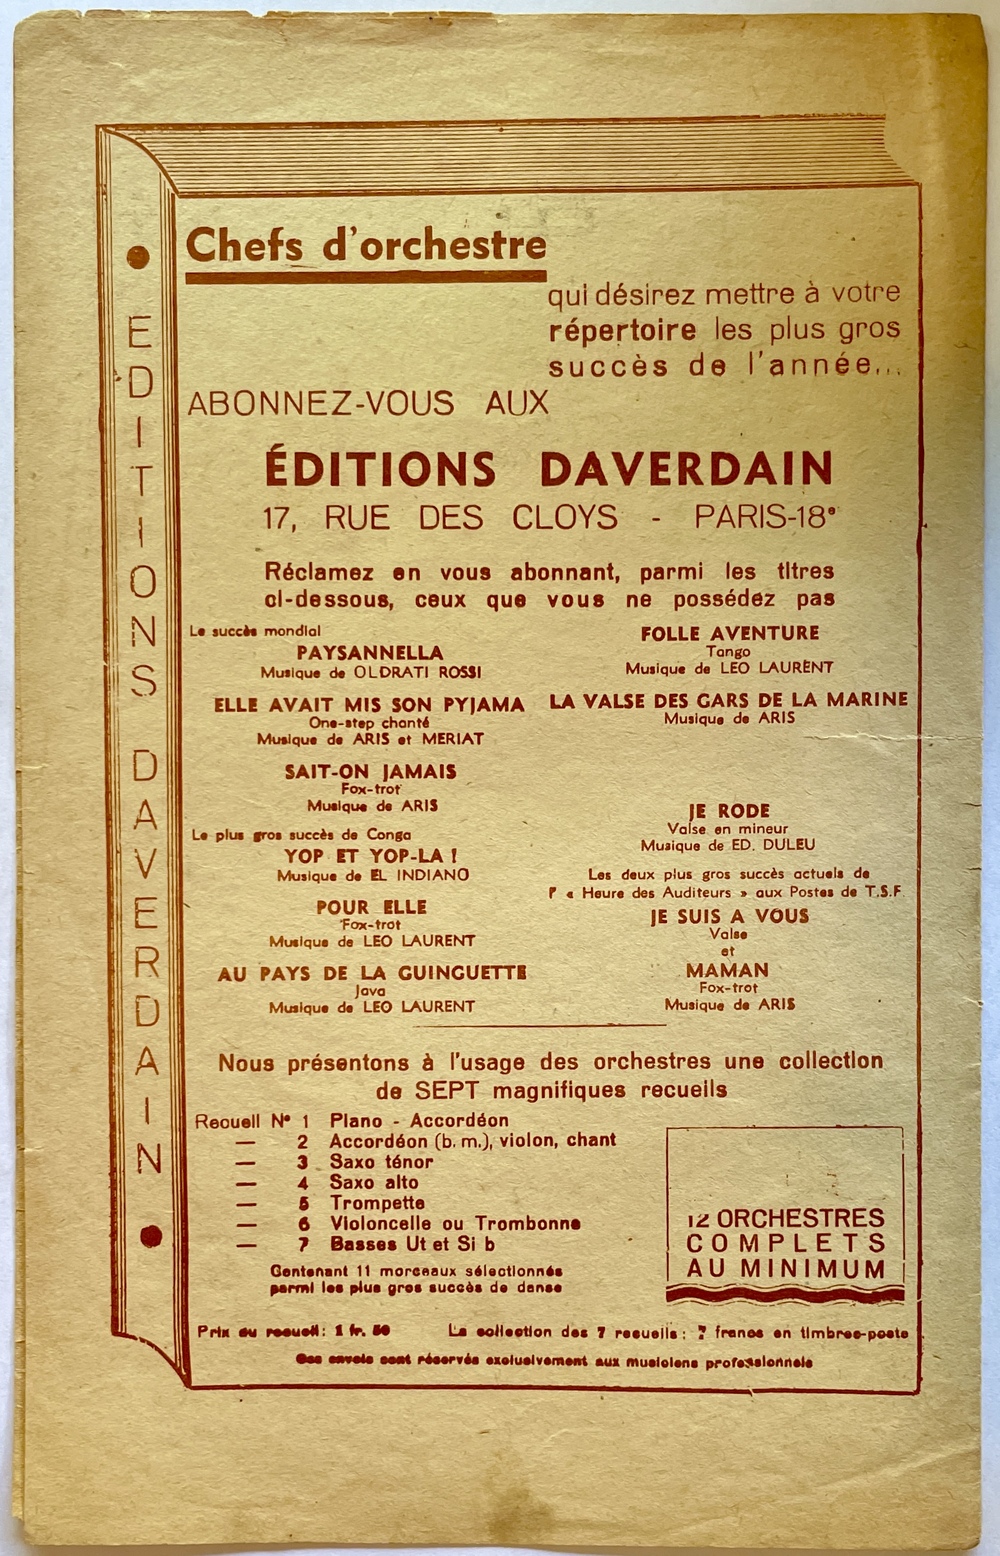 • EDITIONS DAVERDAIN •
Chefs d'orchestre
qui désirez mettre à votre
répertoire les plus gros
succès de l'année...
ABONNEZ-VOUS AUX
ÉDITIONS DAVERDAIN
17, RUE DES CLOYS - PARIS-18e
Réclamez en vous abonnant, parmi les titres
ci-dessous, ceux que vous ne possédez pas
Le succès mondial
PAYSANNELLA
Musique de OLDRATI ROSSI
ELLE AVAIT MIS SON PYJAMA
One-step chanté
Musique de ARIS et MERIAT
SAIT-ON JAMAIS
Fox-trot
Musique de ARIS
Le plus gros succès de Conga
YOP ET YOP-LA !
Musique de EL INDIANO
POUR ELLE
Fox-trot
Musique de LEO LAURENT
AU PAYS DE LA GUINGUETTE
Java
Musique de LEO LAURENT
FOLLE AVENTURE
Tango
Musique de LEO LAURENT
LA VALSE DES GARS DE LA MARINE
Musique de ARIS
JE RODE
Valse en mineur
Musique de ED. DULEU
Les deux plus gros succès actuels de
l' « Heure des Auditeurs » aux Postes de T.S.F.
JE SUIS A VOUS
Valse
et
MAMAN
Fox-trot
Musique de ARIS
Nous présentons à l'usage des orchestres une collection
de SEPT magnifiques recueils
Recueil N° 1 Piano - Accordéon
— 2 Accordéon (b. m.), violon, chant
— 3 Saxo ténor
— 4 Saxo alto
— 5 Trompette
— 6 Violoncelle ou Trombonne
— 7 Basses Ut et Si b
Contenant 11 morceaux sélectionnés
parmi les plus gros succès de danse
12 ORCHESTRES
COMPLETS
AU MINIMUM
Prix du recueil : 1 fr. 50 La collection des 7 recueils : 7 francs en timbres-poste
Ces envois sont réservés exclusivement aux musiciens professionnels